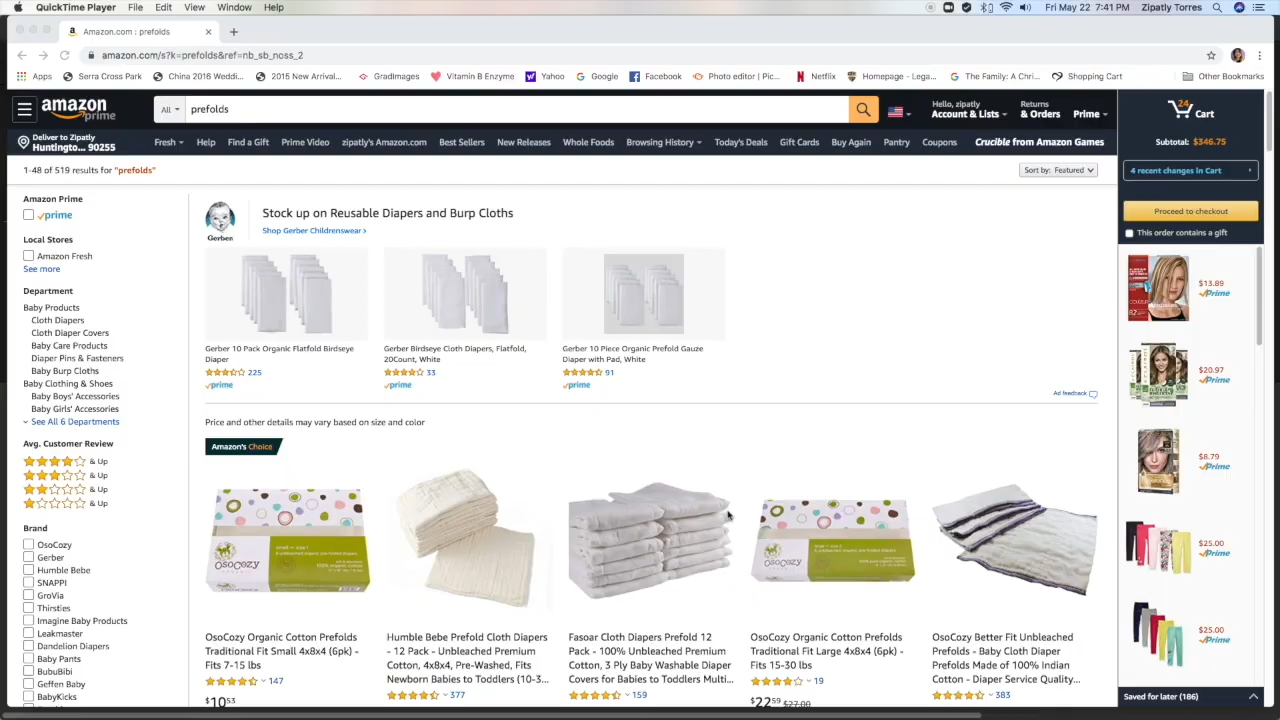 QuickTime Player File Edit View Window Help
Fri May 22 7:41 PM Zipatly Torres
Amazon.com : prefolds
amazon.com/s?k=prefolds&ref=nb_sb_noss_2
Apps Serra Cross Park China 2016 Weddi... 2015 New Arrival... GradImages Vitamin B Enzyme Yahoo Google Facebook Photo editor | Pic... Netflix Homepage - Lega... The Family: A Chri... Shopping Cart Other Bookmarks
amazon prime
All prefolds
Hello, zipatly
Account & Lists
Returns
& Orders
Prime
24
Cart
Deliver to Zipatly
Huntingto... 90255
Fresh Help Find a Gift Prime Video zipatly's Amazon.com Best Sellers New Releases Whole Foods Browsing History Today's Deals Gift Cards Buy Again Pantry Coupons Crucible from Amazon Games
Subtotal: $346.75
4 recent changes in Cart
Proceed to checkout
This order contains a gift
1-48 of 519 results for "prefolds"
Sort by: Featured
Amazon Prime
prime
Local Stores
Amazon Fresh
See more
Department
Baby Products
Cloth Diapers
Cloth Diaper Covers
Baby Care Products
Diaper Pins & Fasteners
Baby Burp Cloths
Baby Clothing & Shoes
Baby Boys' Accessories
Baby Girls' Accessories
See All 6 Departments
Avg. Customer Review
& Up
& Up
& Up
& Up
Brand
OsoCozy
Gerber
Humble Bebe
SNAPPI
GroVia
Thirsties
Imagine Baby Products
Leakmaster
Dandelion Diapers
Baby Pants
BubuBibi
Geffen Baby
BabyKicks
Gerber
Stock up on Reusable Diapers and Burp Cloths
Shop Gerber Childrenswear ›
Gerber 10 Pack Organic Flatfold Birdseye
Diaper
225
prime
Gerber Birdseye Cloth Diapers, Flatfold,
20Count, White
33
prime
Gerber 10 Piece Organic Prefold Gauze
Diaper with Pad, White
91
prime
Ad feedback
Price and other details may vary based on size and color
Amazon's Choice
OsoCozy
OsoCozy
OsoCozy Organic Cotton Prefolds
Traditional Fit Small 4x8x4 (6pk) -
Fits 7-15 lbs
147
$10 53
Humble Bebe Prefold Cloth Diapers
- 12 Pack - Unbleached Premium
Cotton, 4x8x4, Pre-Washed, Fits
Newborn Babies to Toddlers (10-3...
377
Fasoar Cloth Diapers Prefold 12
Pack - 100% Unbleached Premium
Cotton, 3 Ply Baby Washable Diaper
Covers for Babies to Toddlers Multi...
159
OsoCozy Organic Cotton Prefolds
Traditional Fit Large 4x8x4 (6pk) -
Fits 15-30 lbs
19
$22 59 $27.00
OsoCozy Better Fit Unbleached
Prefolds - Baby Cloth Diaper
Prefolds Made of 100% Indian
Cotton - Diaper Service Quality...
383
$13.89
Prime
$20.97
Prime
$8.79
Prime
$25.00
Prime
$25.00
Prime
Saved for later (186)